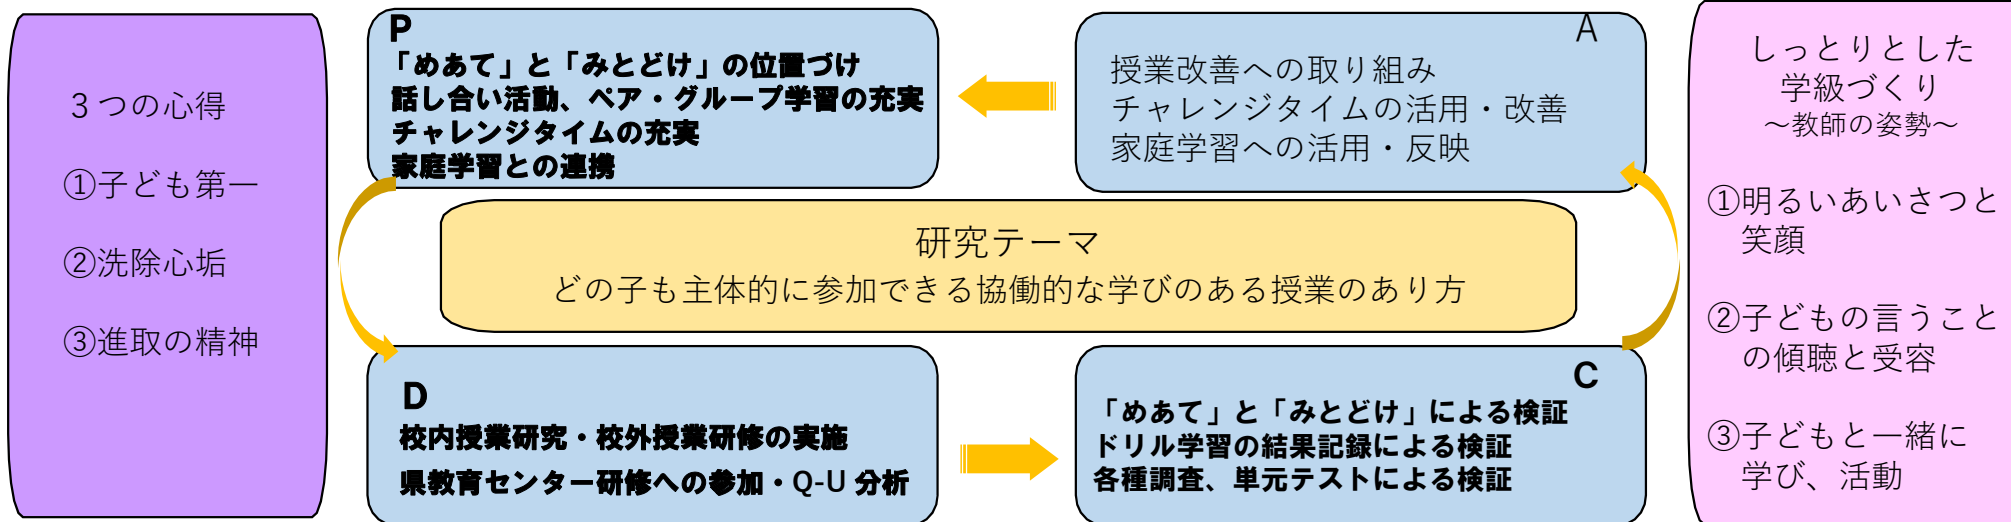 3つの心得
①子ども第一
②洗除心垢
③進取の精神
P
「めあて」と「みとどけ」の位置づけ
話し合い活動、ペア・グループ学習の充実
チャレンジタイムの充実
家庭学習との連携
A
授業改善への取り組み
チャレンジタイムの活用・改善
家庭学習への活用・反映
研究テーマ
どの子も主体的に参加できる協働的な学びのある授業のあり方
D
校内授業研究・校外授業研修の実施
県教育センター研修への参加・Q-U 分析
C
「めあて」と「みとどけ」による検証
ドリル学習の結果記録による検証
各種調査、単元テストによる検証
しっとりとした
学級づくり
～教師の姿勢～
①明るいあいさつと
笑顔
②子どもの言うこと
の傾聴と受容
③子どもと一緒に
学び、活動